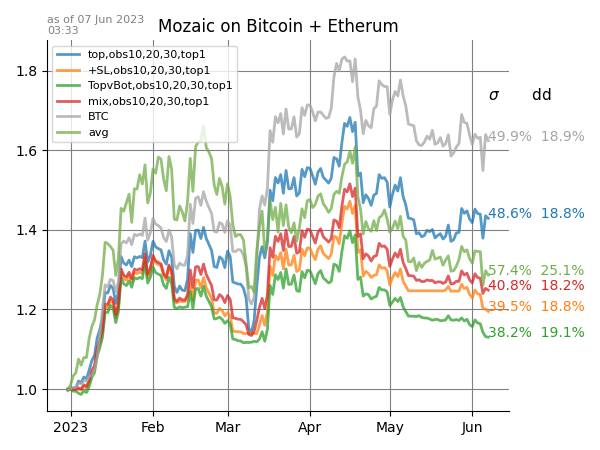 as of 07 Jun 2023
03:33
Mozaic on Bitcoin + Etherum
top,obs10,20,30,top1
+SL,obs10,20,30,top1
TopvBot,obs10,20,30,top1
mix,obs10,20,30,top1
BTC
avg
σ dd
49.9% 18.9%
48.6% 18.8%
57.4% 25.1%
40.8% 18.2%
39.5% 18.8%
38.2% 19.1%
1.8
1.6
1.4
1.2
1.0
2023 Feb Mar Apr May Jun